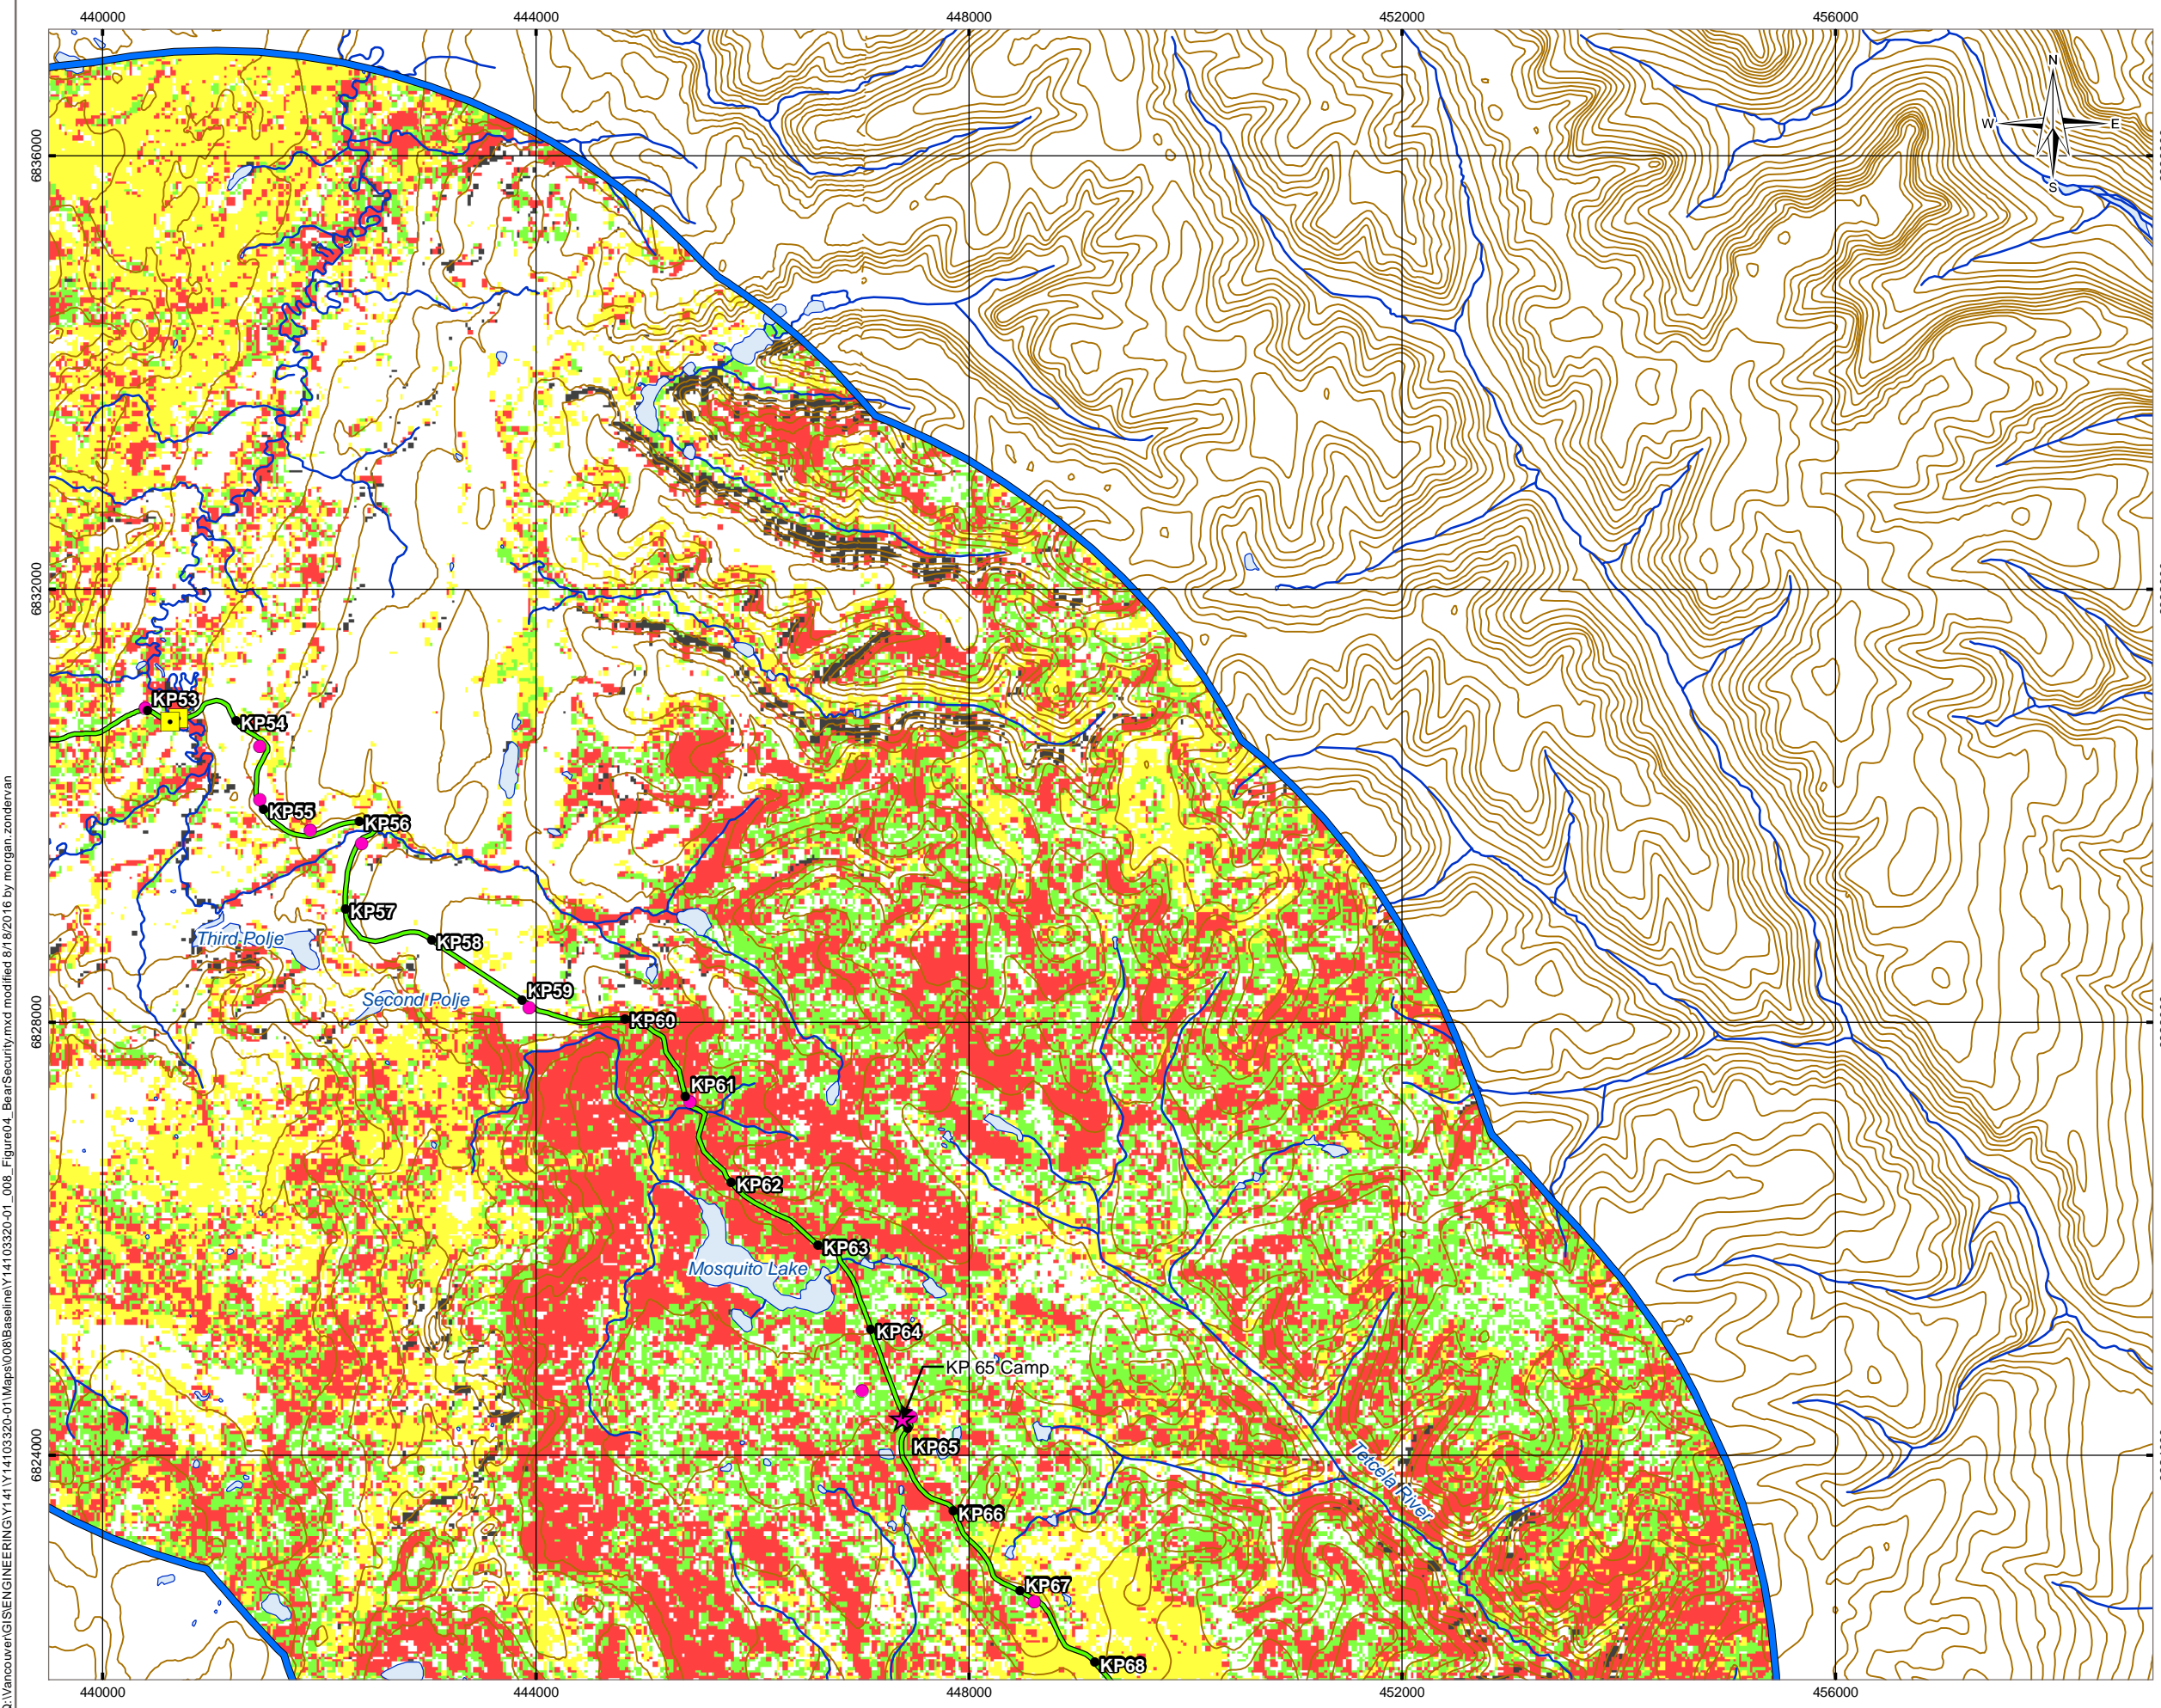 440000 444000 448000 452000 456000
N
W E
S
6836000
6832000
6828000
6824000
KP53
KP54
KP55
KP56
KP57
Third Polje
KP58
KP59
Second Polje
KP60
KP61
KP62
KP63
Mosquito Lake
KP64
KP 65 Camp
KP65
Tetcela River
KP66
KP67
KP68
440000 444000 448000 452000 456000
Q:\Vancouver\GIS\ENGINEERING\Y141\Y14103320-01\Maps\008\Baseline\Y14103320-01_008_Figure04_BearSecurity.mxd modified 8/18/2016 by morgan.zondervan